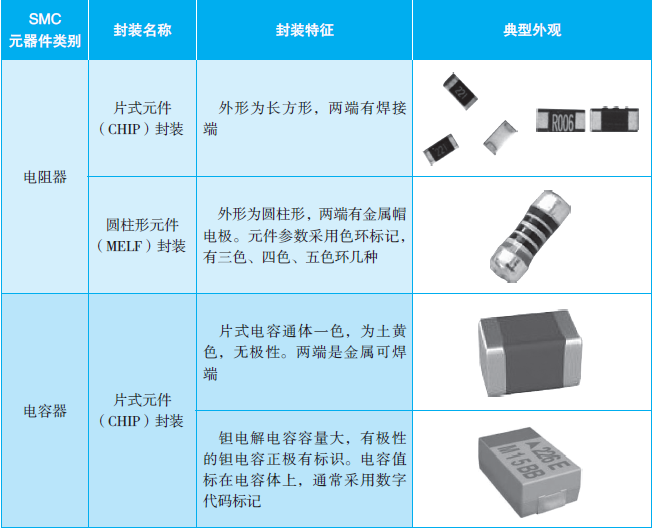 SMC
元器件类别
封装名称
封装特征
典型外观
电阻器
片式元件
（CHIP）封装
外形为长方形，两端有焊接
端
221
221
R006
圆柱形元件
（MELF）封装
外形为圆柱形，两端有金属帽
电极。元件参数采用色环标记，
有三色、四色、五色环几种
电容器
片式元件
（CHIP）封装
片式电容通体一色，为土黄
色，无极性。两端是金属可焊
端
钽电解电容容量大，有极性
的钽电容正极有标识。电容值
标在电容体上，通常采用数字
代码标记
226E
M15BB